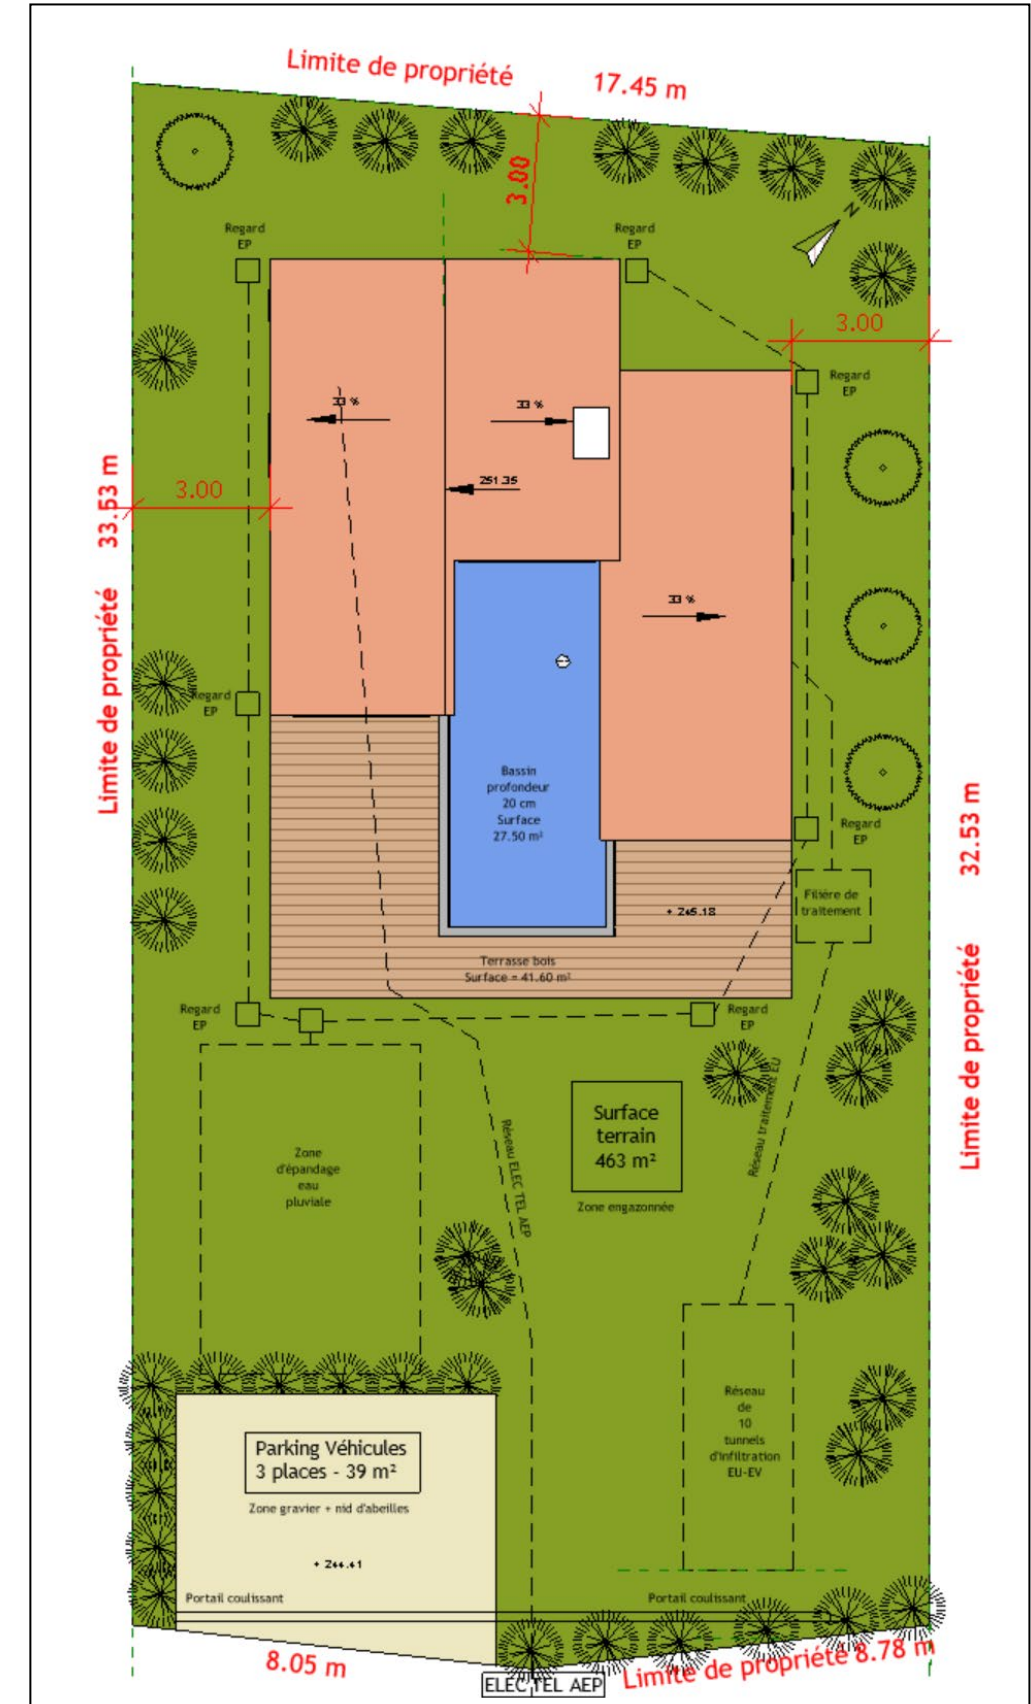 Limite de propriété
17.45 m
3.00
N
Regard
EP
Regard
EP
3.00
Regard
EP
33 %
33 %
251.35
33.53 m
3.00
Limite de propriété
33 %
Regard
EP
Bassin
profondeur
20 cm
Surface
27.50 m²
Regard
EP
32.53 m
Filière de
traitement
+ 245.18
Terrasse bois
Surface = 41.60 m²
Limite de propriété
Regard
EP
Regard
EP
Surface
terrain
463 m²
Zone engazonnée
Réseau traitement EU
Réseau ELEC TEL AEP
Zone
d'épandage
eau
pluviale
Réseau
de
10
tunnels
d'infiltration
EU-EV
Parking Véhicules
3 places - 39 m²
Zone gravier + nid d'abeilles
+ 244.41
Portail coulissant
Portail coulissant
8.05 m
Limite de propriété 8.78 m
ELEC TEL AEP